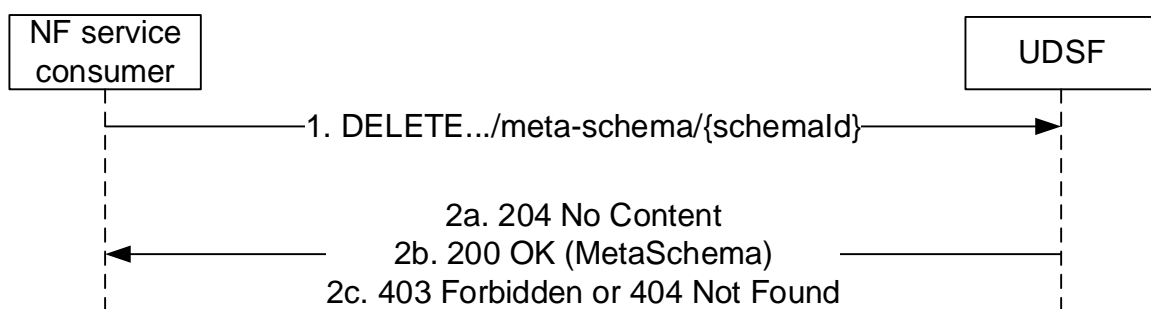 NF service
consumer
UDSF
1. DELETE.../meta-schema/{schemaId}
2a. 204 No Content
2b. 200 OK (MetaSchema)
2c. 403 Forbidden or 404 Not Found